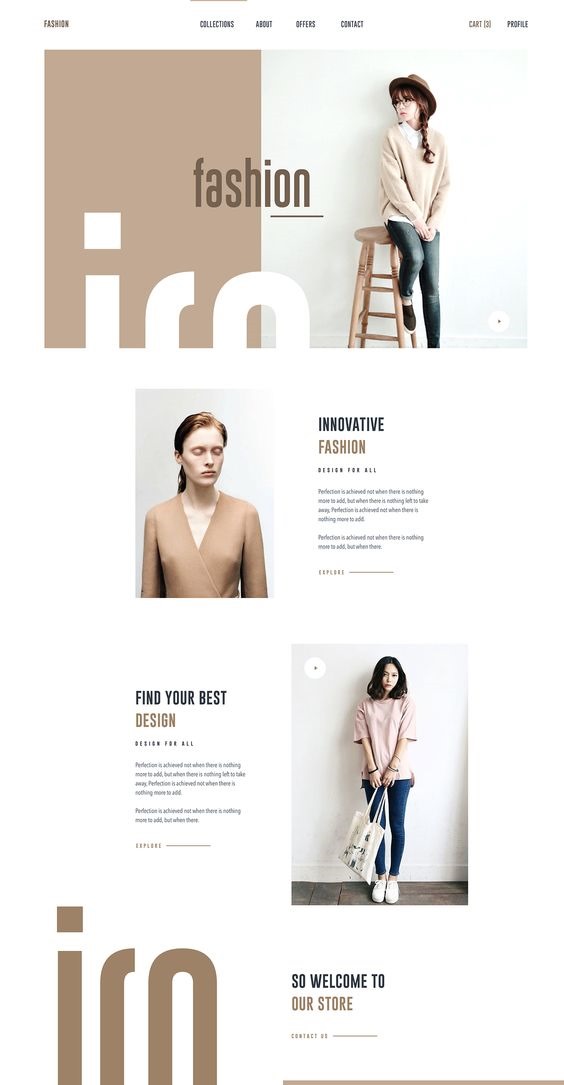 FASHION
COLLECTIONS
ABOUT
OFFERS
CONTACT
CART (3)
PROFILE
fashion
irn
INNOVATIVE
FASHION
DESIGN FOR ALL
Perfection is achieved not when there is nothing
more to add, but when there is nothing left to take
away, Perfection is achieved not when there is
nothing more to add.
Perfection is achieved not when there is nothing
more to add, but when there.
EXPLORE
FIND YOUR BEST
DESIGN
DESIGN FOR ALL
Perfection is achieved not when there is nothing
more to add, but when there is nothing left to take
away, Perfection is achieved not when there is
nothing more to add.
Perfection is achieved not when there is nothing
more to add, but when there.
EXPLORE
irn
SO WELCOME TO
OUR STORE
CONTACT US